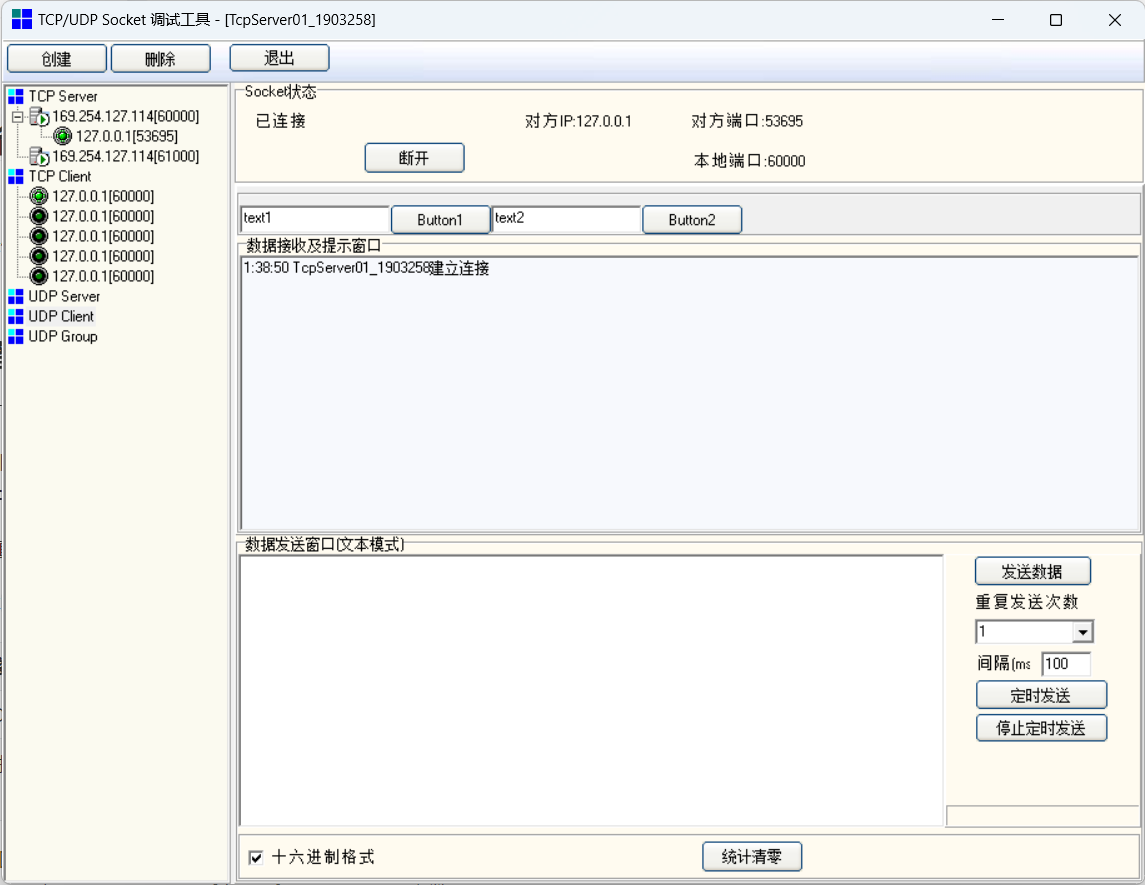 TCP/UDP Socket 调试工具 - [TcpServer01_1903258]
创建 删除 退出
TCP Server
169.254.127.114[60000]
127.0.0.1[53695]
169.254.127.114[61000]
TCP Client
127.0.0.1[60000]
127.0.0.1[60000]
127.0.0.1[60000]
127.0.0.1[60000]
127.0.0.1[60000]
UDP Server
UDP Client
UDP Group
Socket状态
已连接 对方IP:127.0.0.1 对方端口:53695
断开 本地端口:60000
text1 Button1 text2 Button2
数据接收及提示窗口
1:38:50 TcpServer01_1903258建立连接
数据发送窗口(文本模式)
发送数据
重复发送次数
1
间隔(ms 100
定时发送
停止定时发送
十六进制格式 统计清零